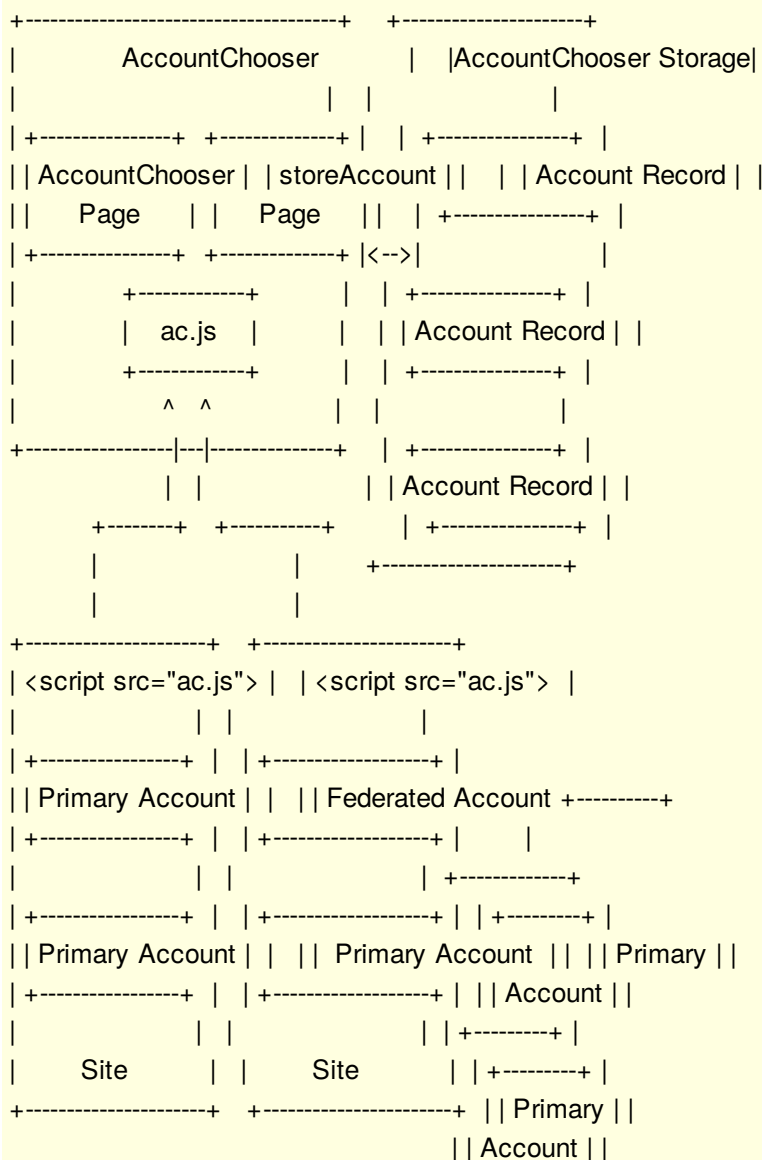 +--------------------------------------+ +----------------------+
| AccountChooser | |AccountChooser Storage|
| | | |
| +----------------+ +--------------+ | | +----------------+ |
|| AccountChooser | | storeAccount || | | Account Record | |
|| Page | | Page || | +----------------+ |
| +----------------+ +--------------+ |<-->| |
| +-------------+ | | +----------------+ |
| | ac.js | | | | Account Record | |
| +-------------+ | | +----------------+ |
| ^ ^ | | |
+------------------|---|---------------+ | +----------------+ |
| | | | Account Record | |
+--------+ +-----------+ | +----------------+ |
| | +----------------------+
| |
+----------------------+ +-----------------------+
| <script src="ac.js"> | | <script src="ac.js"> |
| | | |
| +-----------------+ | | +-------------------+ |
|| Primary Account | | || Federated Account +----------+
| +-----------------+ | | +-------------------+ | |
| | | | +-------------+
| +-----------------+ | | +-------------------+ | | +---------+ |
|| Primary Account | | || Primary Account || || Primary ||
| +-----------------+ | | +-------------------+ | || Account ||
| | | | | +---------+ |
| Site | | Site | | +---------+ |
+----------------------+ +-----------------------+ || Primary ||
|| Account ||